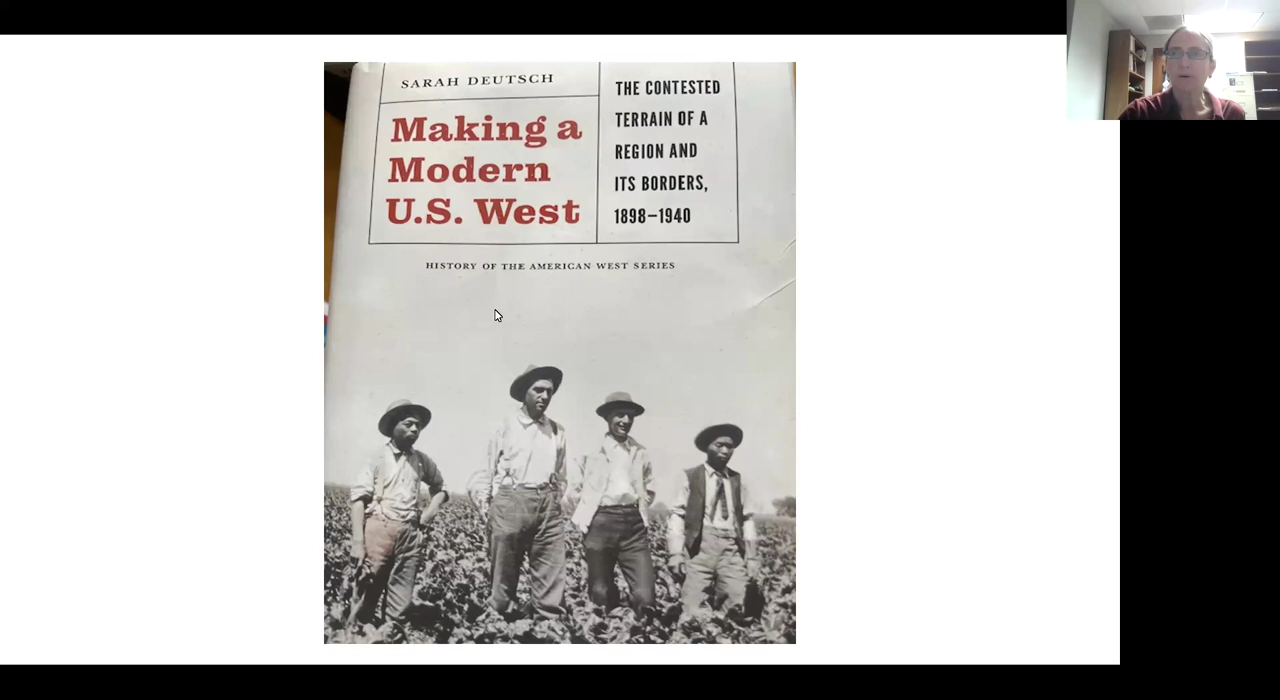 SARAH DEUTSCH
Making a
Modern
U.S. West
THE CONTESTED
TERRAIN OF A
REGION AND
ITS BORDERS,
1898–1940
HISTORY OF THE AMERICAN WEST SERIES